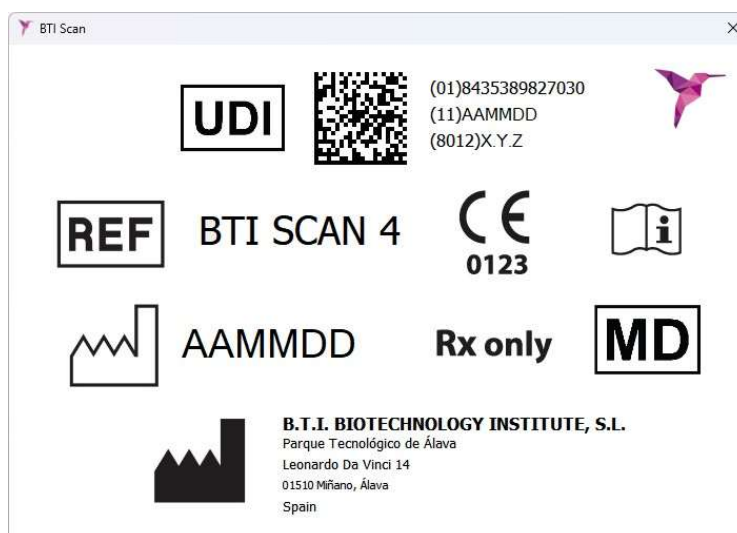 BTI Scan
UDI
(01)8435389827030
(11)AAMMDD
(8012)X.Y.Z
REF
BTI SCAN 4
CE
0123
i
AAMMDD
Rx only
MD
B.T.I. BIOTECHNOLOGY INSTITUTE, S.L.
Parque Tecnológico de Álava
Leonardo Da Vinci 14
01510 Miñano, Álava
Spain